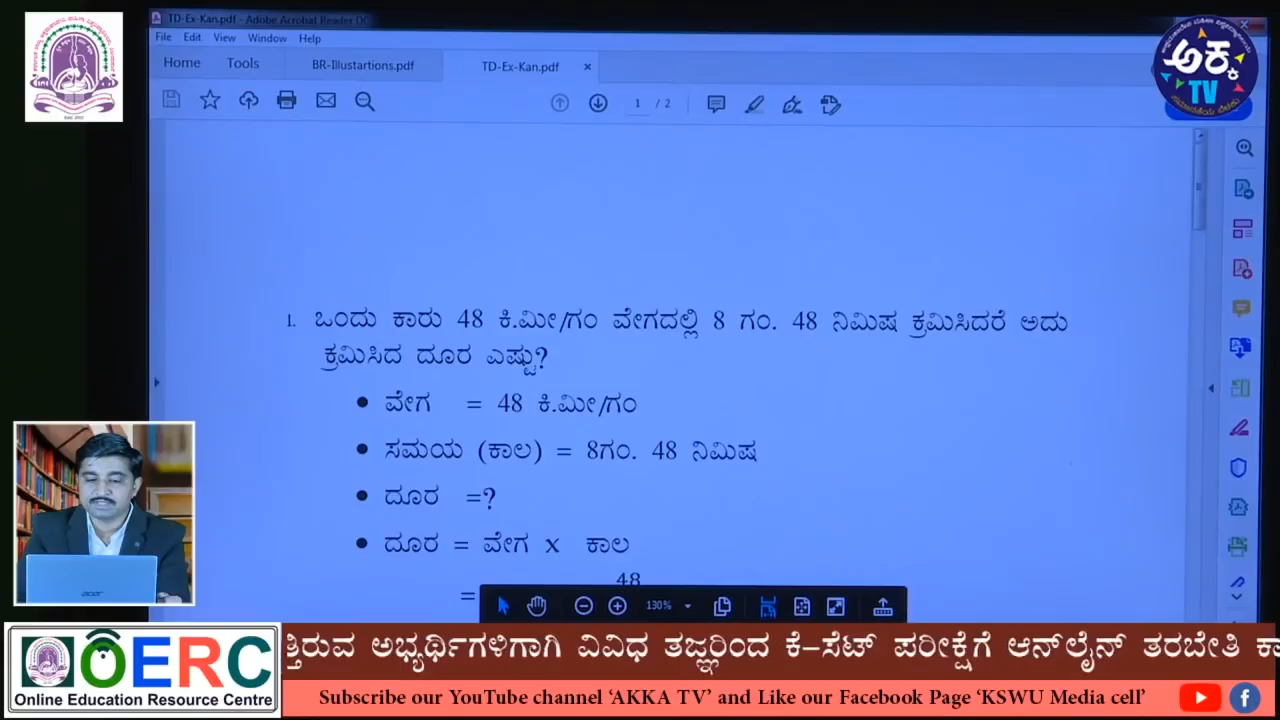 TD-Ex-Kan.pdf - Adobe Acrobat Reader DC
File Edit View Window Help
Home Tools BR-Illustartions.pdf TD-Ex-Kan.pdf ×
1 / 2
ಅಕ್ಕ
TV
1. ಒಂದು ಕಾರು 48 ಕಿ.ಮೀ/ಗಂ ವೇಗದಲ್ಲಿ 8 ಗಂ. 48 ನಿಮಿಷ ಕ್ರಮಿಸಿದರೆ ಅದು
ಕ್ರಮಿಸಿದ ದೂರ ಎಷ್ಟು?
• ವೇಗ = 48 ಕಿ.ಮೀ/ಗಂ
• ಸಮಯ (ಕಾಲ) = 8ಗಂ. 48 ನಿಮಿಷ
• ದೂರ =?
• ದೂರ = ವೇಗ x ಕಾಲ
48
=
130%
acer
OERC
Online Education Resource Centre
ತ್ತಿರುವ ಅಭ್ಯರ್ಥಿಗಳಿಗಾಗಿ ವಿವಿಧ ತಜ್ಞರಿಂದ ಕೆ-ಸೆಟ್ ಪರೀಕ್ಷೆಗೆ ಆನ್‌ಲೈನ್ ತರಬೇತಿ ಕಾ
Subscribe our YouTube channel 'AKKA TV' and Like our Facebook Page 'KSWU Media cell'